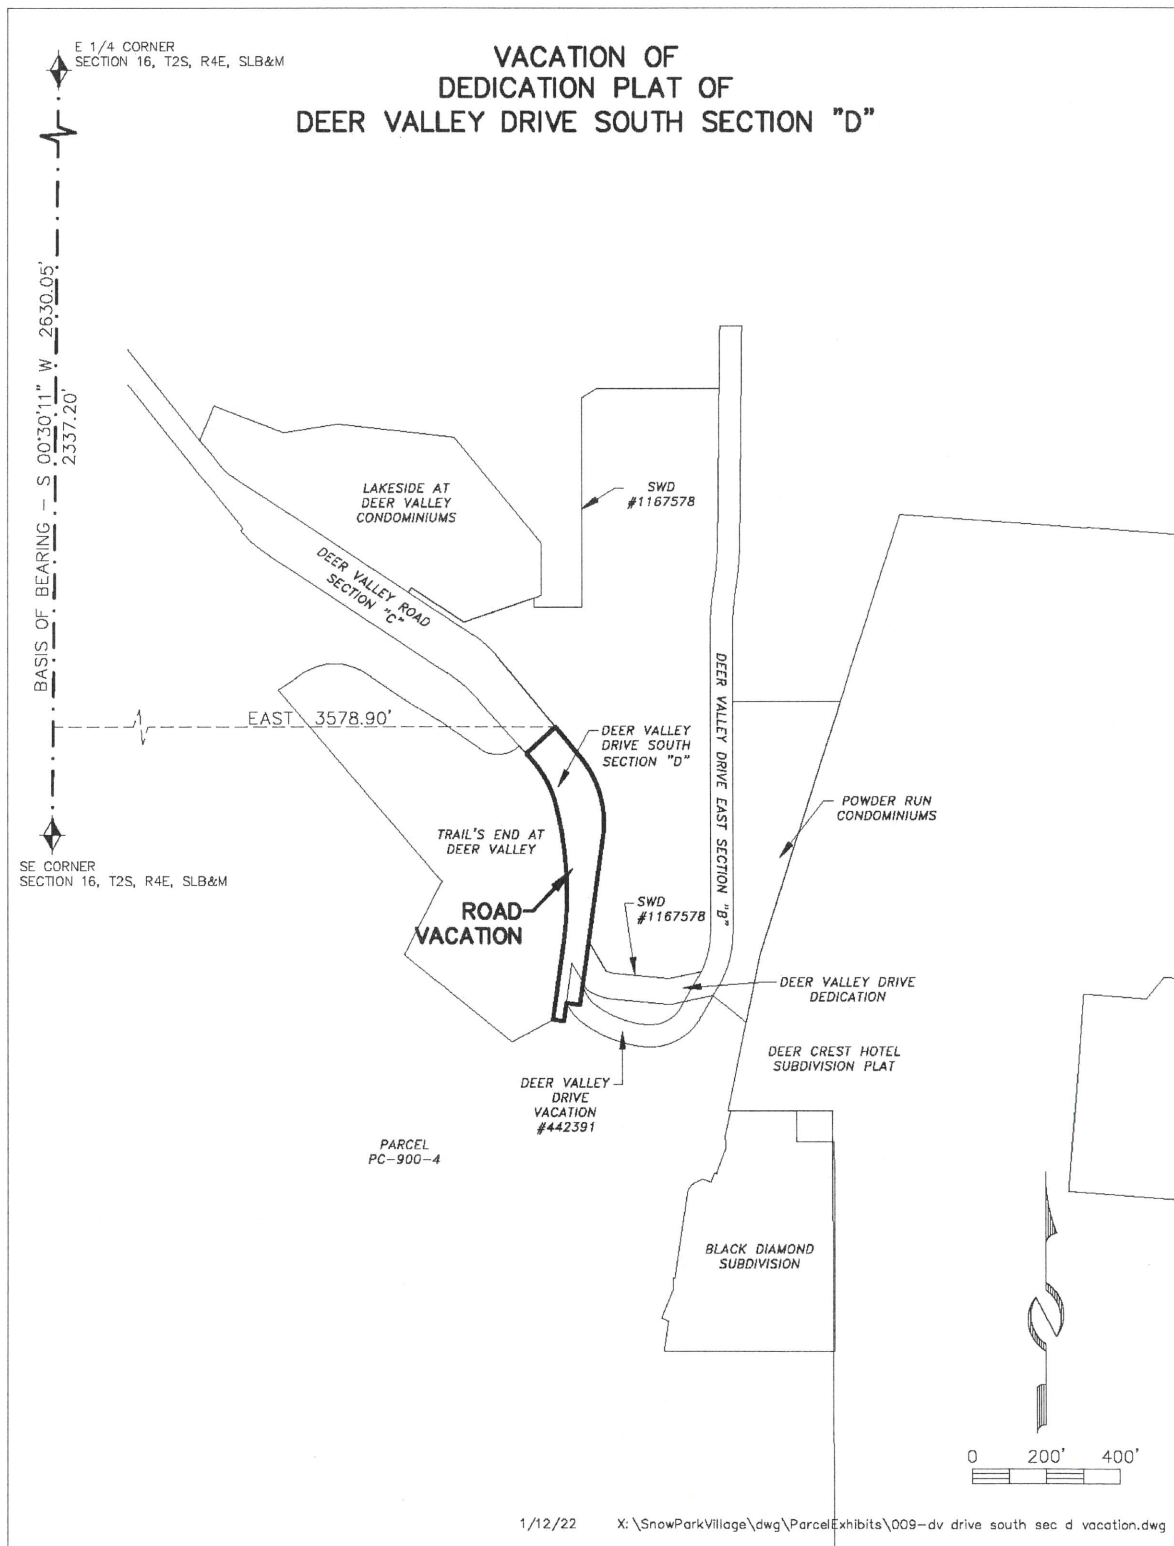 E 1/4 CORNER
SECTION 16, T2S, R4E, SLB&M
VACATION OF
DEDICATION PLAT OF
DEER VALLEY DRIVE SOUTH SECTION "D"
BASIS OF BEARING - S 00°30'11" W 2630.05'
2337.20'
LAKESIDE AT
DEER VALLEY
CONDOMINIUMS
SWD
#1167578
DEER VALLEY ROAD
SECTION "C"
EAST 3578.90'
DEER VALLEY
DRIVE SOUTH
SECTION "D"
DEER VALLEY DRIVE EAST SECTION "B"
POWDER RUN
CONDOMINIUMS
TRAIL'S END AT
DEER VALLEY
SE CORNER
SECTION 16, T2S, R4E, SLB&M
ROAD
VACATION
SWD
#1167578
DEER VALLEY DRIVE
DEDICATION
DEER CREST HOTEL
SUBDIVISION PLAT
DEER VALLEY
DRIVE
VACATION
#442391
PARCEL
PC-900-4
BLACK DIAMOND
SUBDIVISION
0 200' 400'
1/12/22 X:\SnowParkVillage\dwg\ParcelExhibits\009-dv drive south sec d vacation.dwg